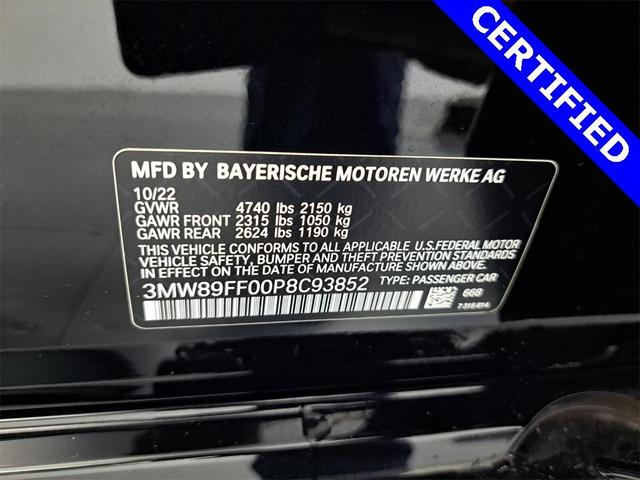 CERTIFIED
MFD BY BAYERISCHE MOTOREN WERKE AG
10/22
GVWR 4740 lbs 2150 kg
GAWR FRONT 2315 lbs 1050 kg
GAWR REAR 2624 lbs 1190 kg
THIS VEHICLE CONFORMS TO ALL APPLICABLE U.S.FEDERAL MOTOR
VEHICLE SAFETY, BUMPER AND THEFT PREVENTION STANDARDS
IN EFFECT ON THE DATE OF MANUFACTURE SHOWN ABOVE.
3MW89FF00P8C93852 TYPE: PASSENGER CAR
668